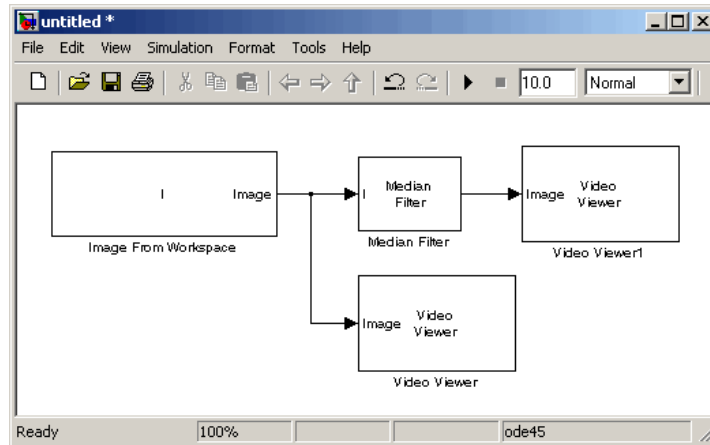 untitled *
File Edit View Simulation Format Tools Help
10.0 Normal
I Image
Image From Workspace
I Median
Filter
Median Filter
Image Video
Viewer
Video Viewer1
Image Video
Viewer
Video Viewer
Ready 100% ode45